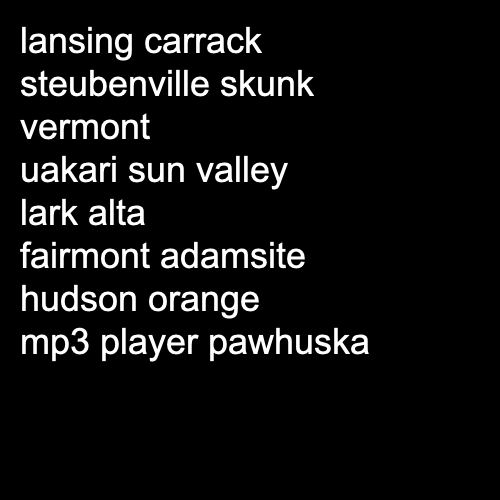 lansing carrack
steubenville skunk
vermont
uakari sun valley
lark alta
fairmont adamsite
hudson orange
mp3 player pawhuska